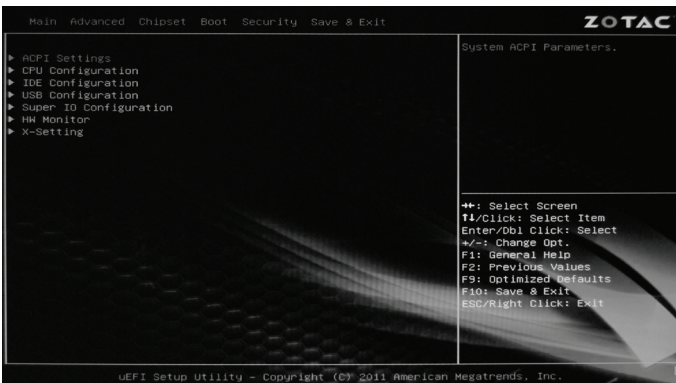 Main Advanced Chipset Boot Security Save & Exit
ZOTAC
► ACPI Settings
► CPU Configuration
► IDE Configuration
► USB Configuration
► Super IO Configuration
► HW Monitor
► X-Setting
System ACPI Parameters.
→←: Select Screen
↑↓/Click: Select Item
Enter/Dbl Click: Select
+/-: Change Opt.
F1: General Help
F2: Previous Values
F9: Optimized Defaults
F10: Save & Exit
ESC/Right Click: Exit
uEFI Setup Utility - Copyright (C) 2011 American Megatrends, Inc.